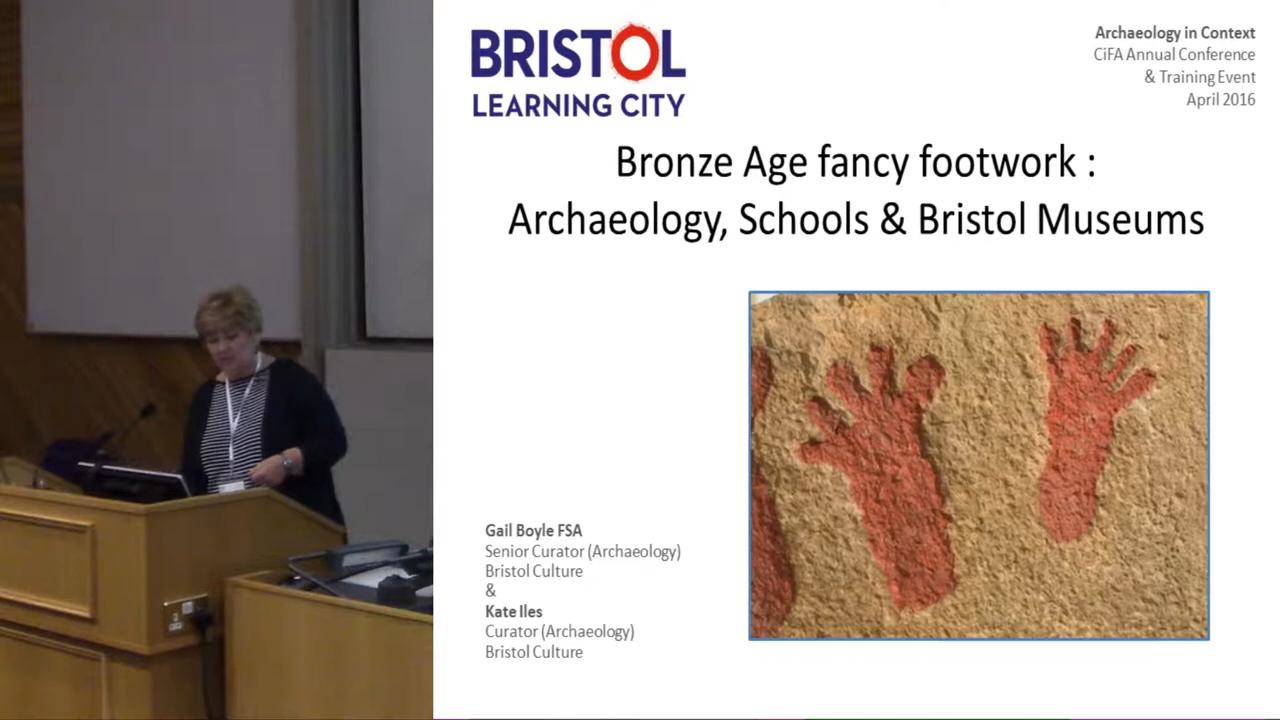 BRISTOL
LEARNING CITY
Archaeology in Context
CiFA Annual Conference
& Training Event
April 2016
Bronze Age fancy footwork :
Archaeology, Schools & Bristol Museums
Gail Boyle FSA
Senior Curator (Archaeology)
Bristol Culture
&
Kate Iles
Curator (Archaeology)
Bristol Culture